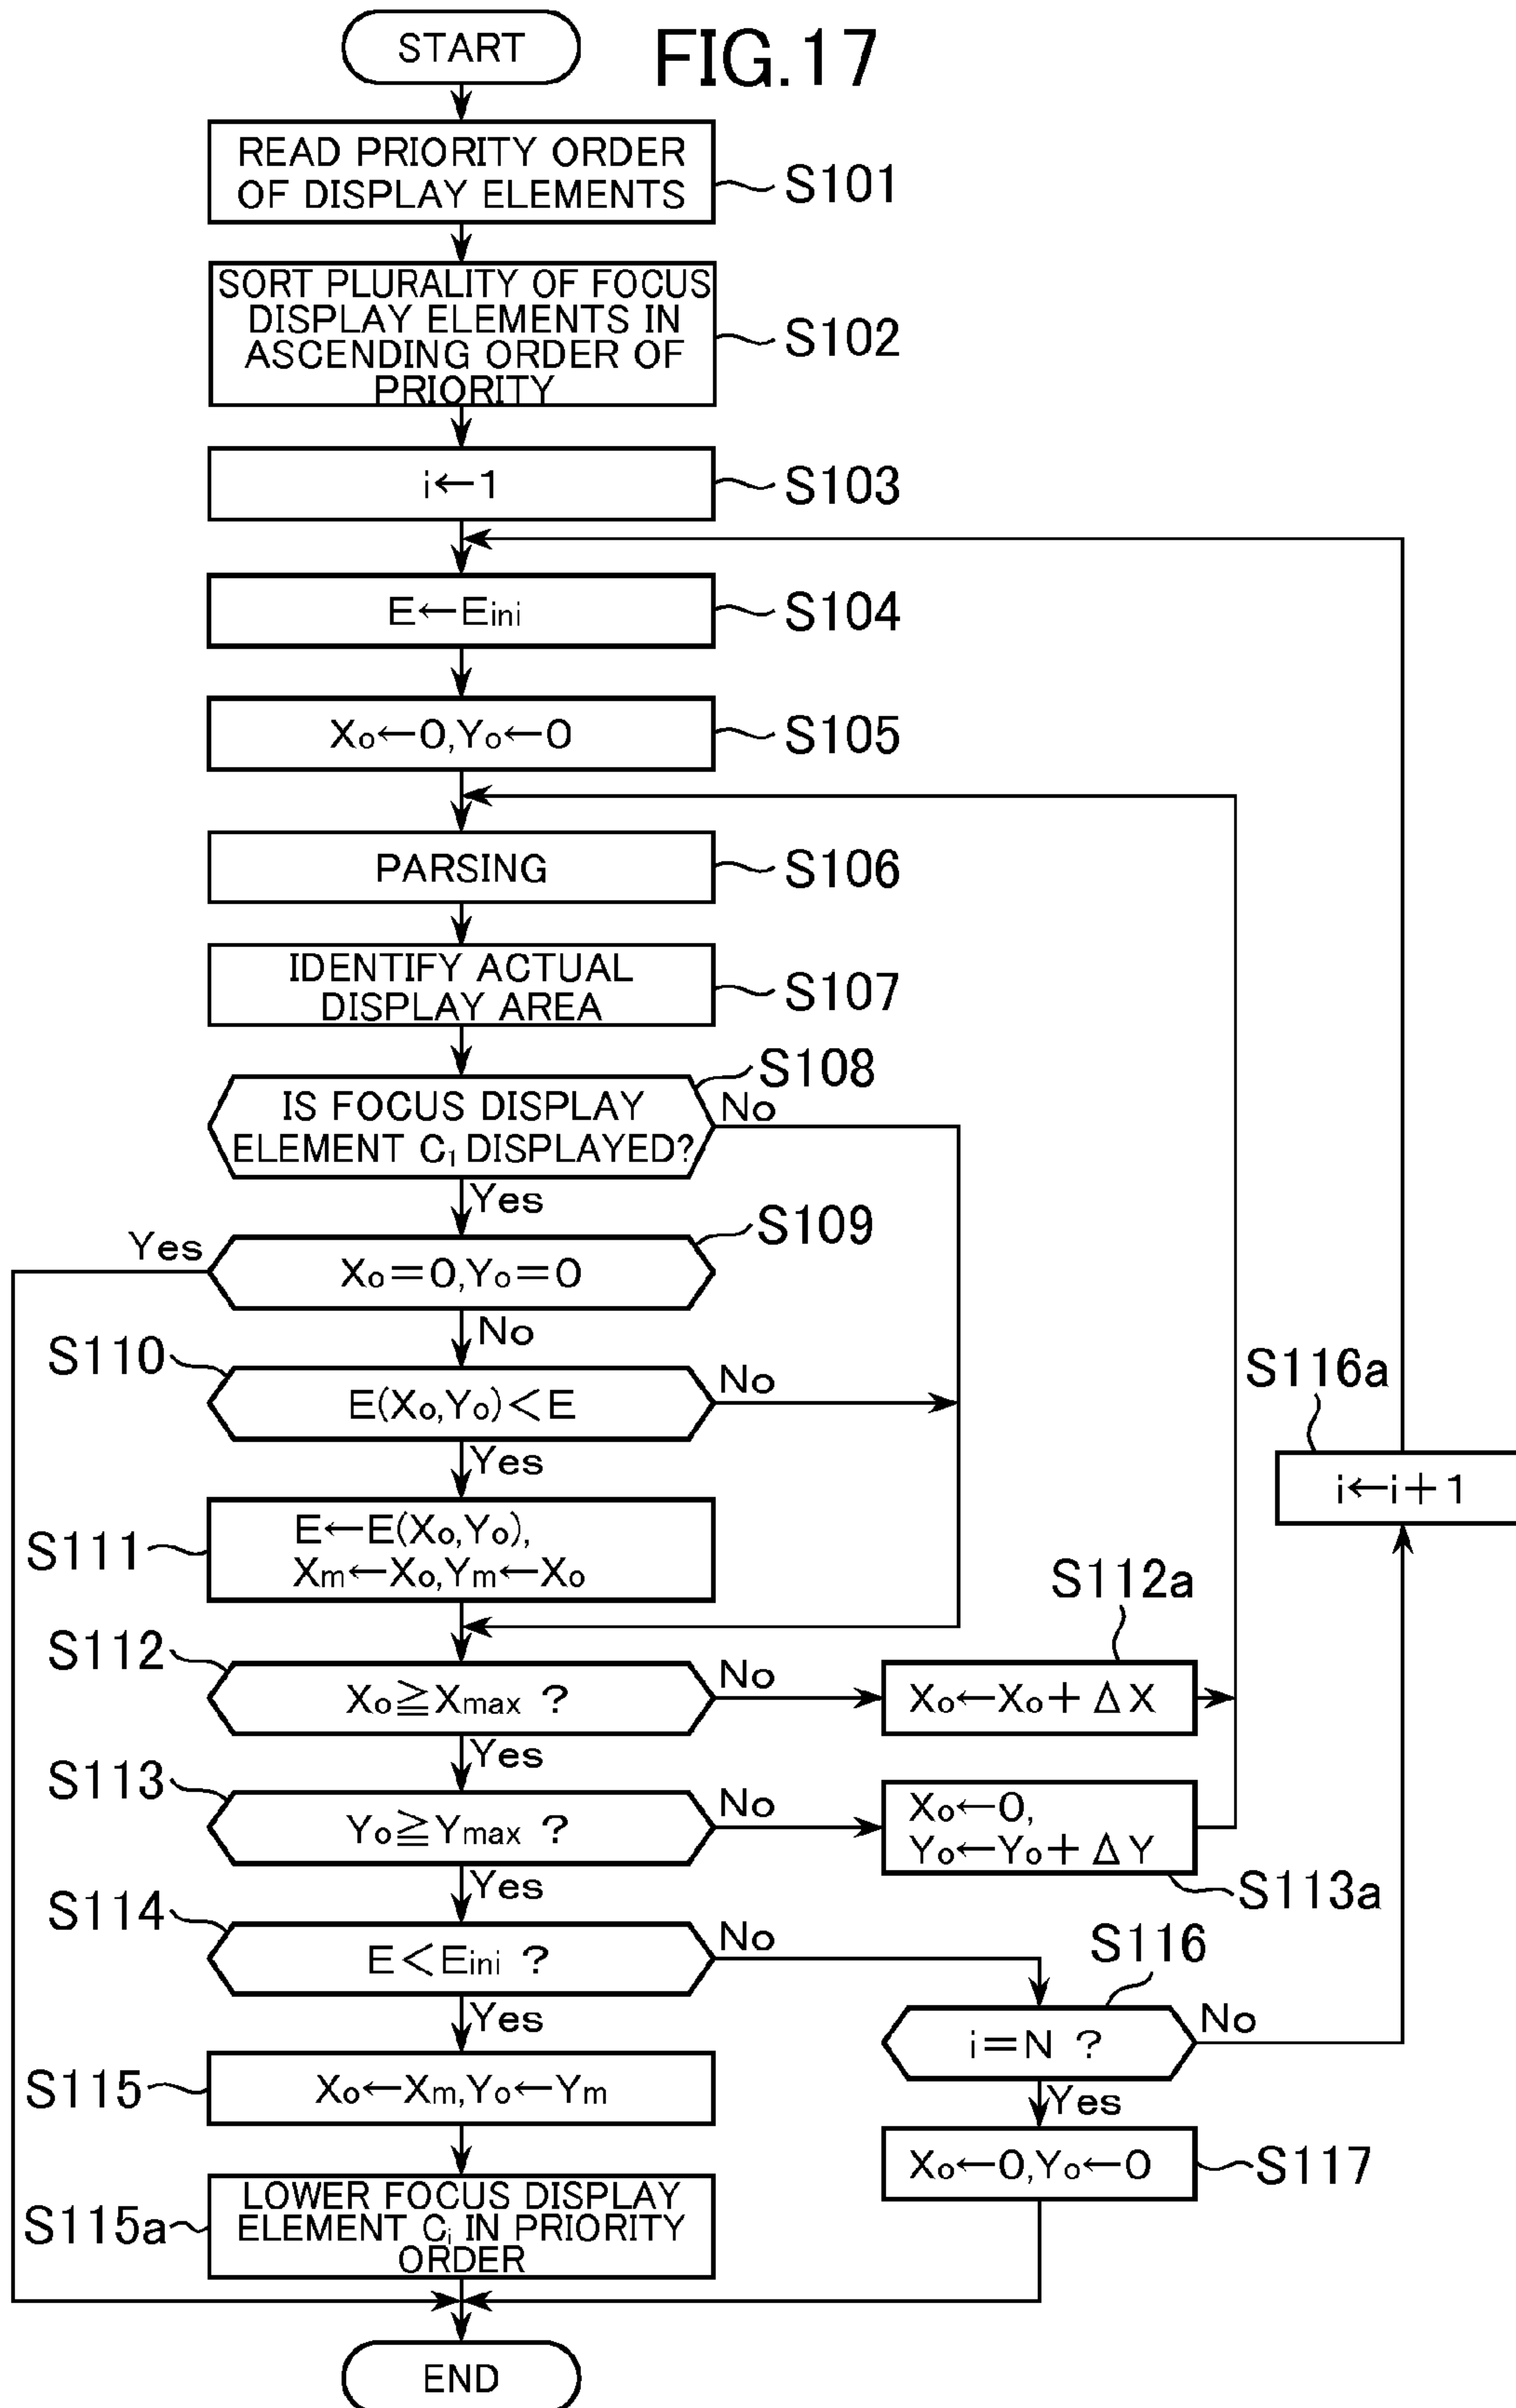 START
FIG.17
READ PRIORITY ORDER
OF DISPLAY ELEMENTS
S101
SORT PLURALITY OF FOCUS
DISPLAY ELEMENTS IN
ASCENDING ORDER OF
PRIORITY
S102
i←1
S103
E←Eini
S104
Xo←0,Yo←0
S105
PARSING
S106
IDENTIFY ACTUAL
DISPLAY AREA
S107
S108
IS FOCUS DISPLAY
ELEMENT C₁ DISPLAYED?
No
Yes
S109
Yes
Xo=0,Yo=0
No
S110
E(Xo,Yo)<E
No
Yes
S111
E←E(Xo,Yo),
Xm←Xo,Ym←Xo
S116a
i←i+1
S112
Xo≧Xmax ?
No
S112a
Xo←Xo+ΔX
Yes
S113
Yo≧Ymax ?
No
Xo←0,
Yo←Yo+ΔY
S113a
Yes
S114
E<Eini ?
No
S116
i=N ?
No
Yes
Yes
S115
Xo←Xm,Yo←Ym
Xo←0,Yo←0
S117
S115a
LOWER FOCUS DISPLAY
ELEMENT Ci IN PRIORITY
ORDER
END